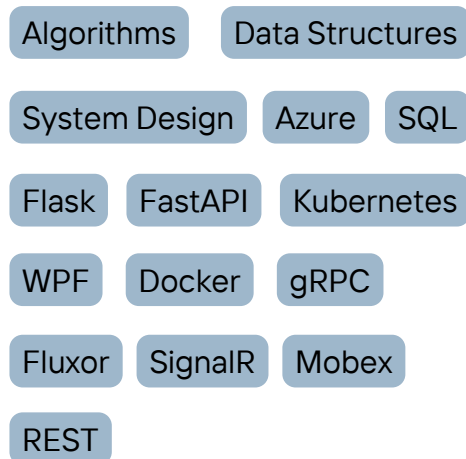 Algorithms Data Structures
System Design Azure SQL
Flask FastAPI Kubernetes
WPF Docker gRPC
Fluxor SignalR Mobex
REST